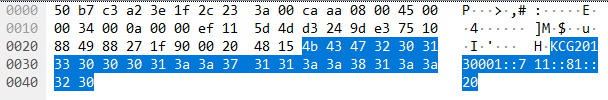 0000 50 b7 c3 a2 3e 1f 2c 23 3a 00 ca aa 08 00 45 00 P···>·,#:·····E·
0010 00 34 00 0a 00 00 ef 11 5d 4d d3 24 9d e3 75 10 ·4······]M·$··u·
0020 88 49 88 27 1f 90 00 20 48 15 4b 43 47 32 30 31 ·I·'··· H·KCG201
0030 33 30 30 30 31 3a 3a 37 31 31 3a 3a 38 31 3a 3a 30001::711::81::
0040 32 30 20